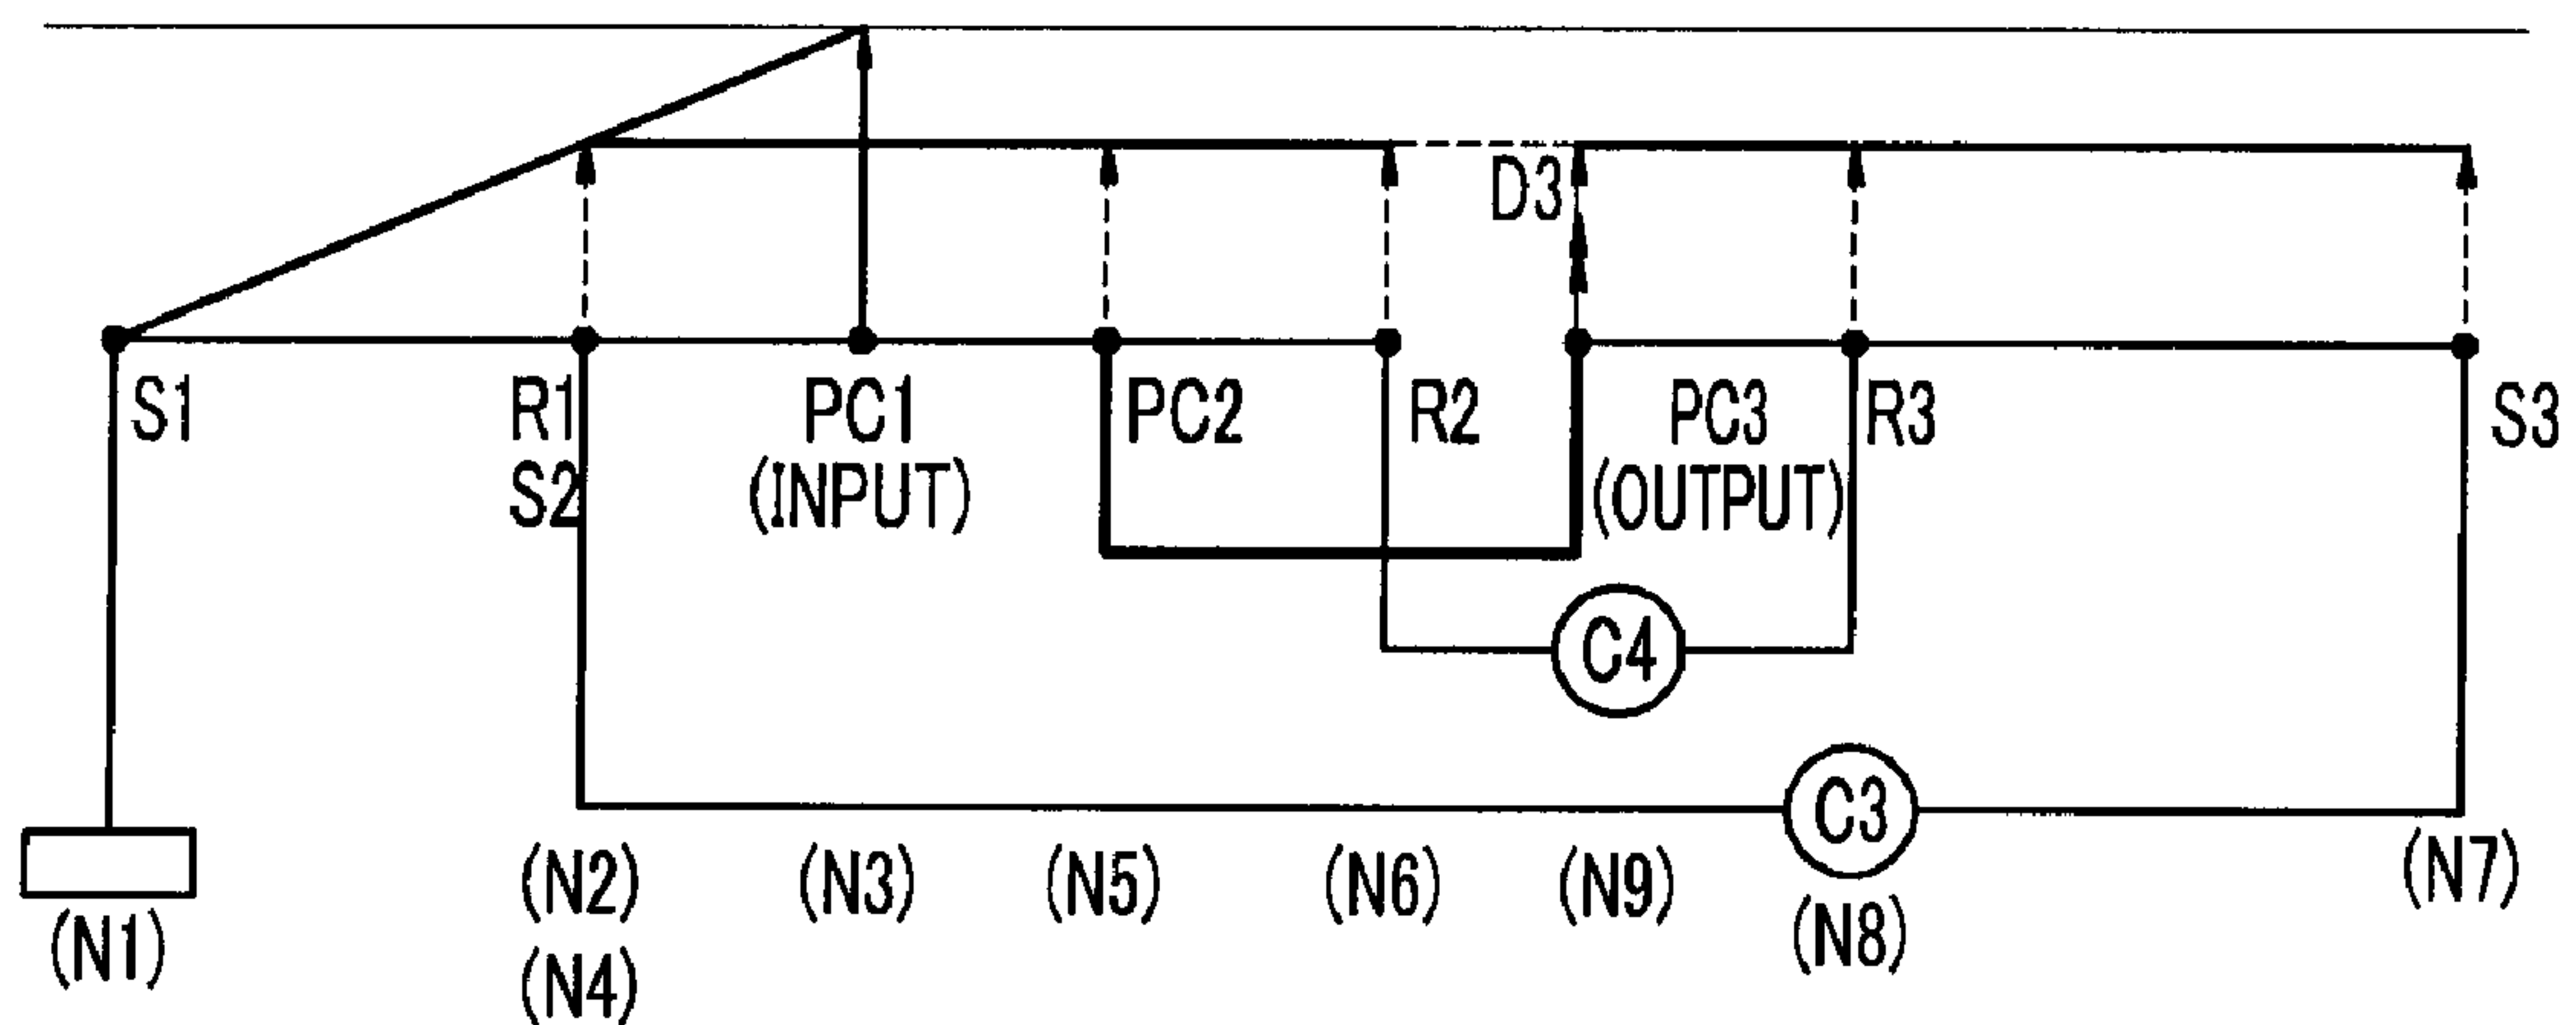 D3
S1 R1 PC1 PC2 R2 PC3 R3 S3
S2 (INPUT) (OUTPUT)
C4
C3
(N2) (N3) (N5) (N6) (N9) (N7)
(N1) (N8)
(N4)